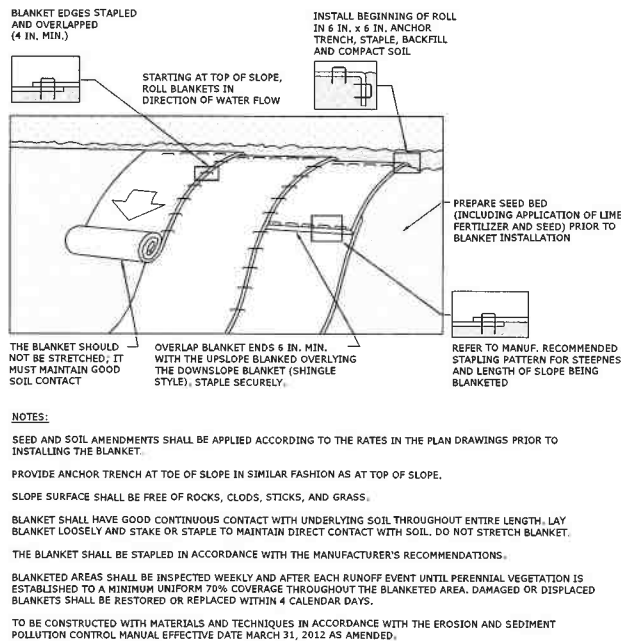 BLANKET EDGES STAPLED
AND OVERLAPPED
(4 IN. MIN.)
INSTALL BEGINNING OF ROLL
IN 6 IN. x 6 IN. ANCHOR
TRENCH, STAPLE, BACKFILL
AND COMPACT SOIL
STARTING AT TOP OF SLOPE,
ROLL BLANKETS IN
DIRECTION OF WATER FLOW
PREPARE SEED BED
(INCLUDING APPLICATION OF LIME
FERTILIZER AND SEED) PRIOR TO
BLANKET INSTALLATION
THE BLANKET SHOULD
NOT BE STRETCHED; IT
MUST MAINTAIN GOOD
SOIL CONTACT
OVERLAP BLANKET ENDS 6 IN. MIN.
WITH THE UPSLOPE BLANKED OVERLYING
THE DOWNSLOPE BLANKET (SHINGLE
STYLE). STAPLE SECURELY.
REFER TO MANUF. RECOMMENDED
STAPLING PATTERN FOR STEEPNES
AND LENGTH OF SLOPE BEING
BLANKETED
NOTES:
SEED AND SOIL AMENDMENTS SHALL BE APPLIED ACCORDING TO THE RATES IN THE PLAN DRAWINGS PRIOR TO
INSTALLING THE BLANKET.
PROVIDE ANCHOR TRENCH AT TOE OF SLOPE IN SIMILAR FASHION AS AT TOP OF SLOPE.
SLOPE SURFACE SHALL BE FREE OF ROCKS, CLODS, STICKS, AND GRASS.
BLANKET SHALL HAVE GOOD CONTINUOUS CONTACT WITH UNDERLYING SOIL THROUGHOUT ENTIRE LENGTH. LAY
BLANKET LOOSELY AND STAKE OR STAPLE TO MAINTAIN DIRECT CONTACT WITH SOIL. DO NOT STRETCH BLANKET.
THE BLANKET SHALL BE STAPLED IN ACCORDANCE WITH THE MANUFACTURER'S RECOMMENDATIONS.
BLANKETED AREAS SHALL BE INSPECTED WEEKLY AND AFTER EACH RUNOFF EVENT UNTIL PERENNIAL VEGETATION IS
ESTABLISHED TO A MINIMUM UNIFORM 70% COVERAGE THROUGHOUT THE BLANKETED AREA. DAMAGED OR DISPLACED
BLANKETS SHALL BE RESTORED OR REPLACED WITHIN 4 CALENDAR DAYS.
TO BE CONSTRUCTED WITH MATERIALS AND TECHNIQUES IN ACCORDANCE WITH THE EROSION AND SEDIMENT
POLLUTION CONTROL MANUAL EFFECTIVE DATE MARCH 31, 2012 AS AMENDED.